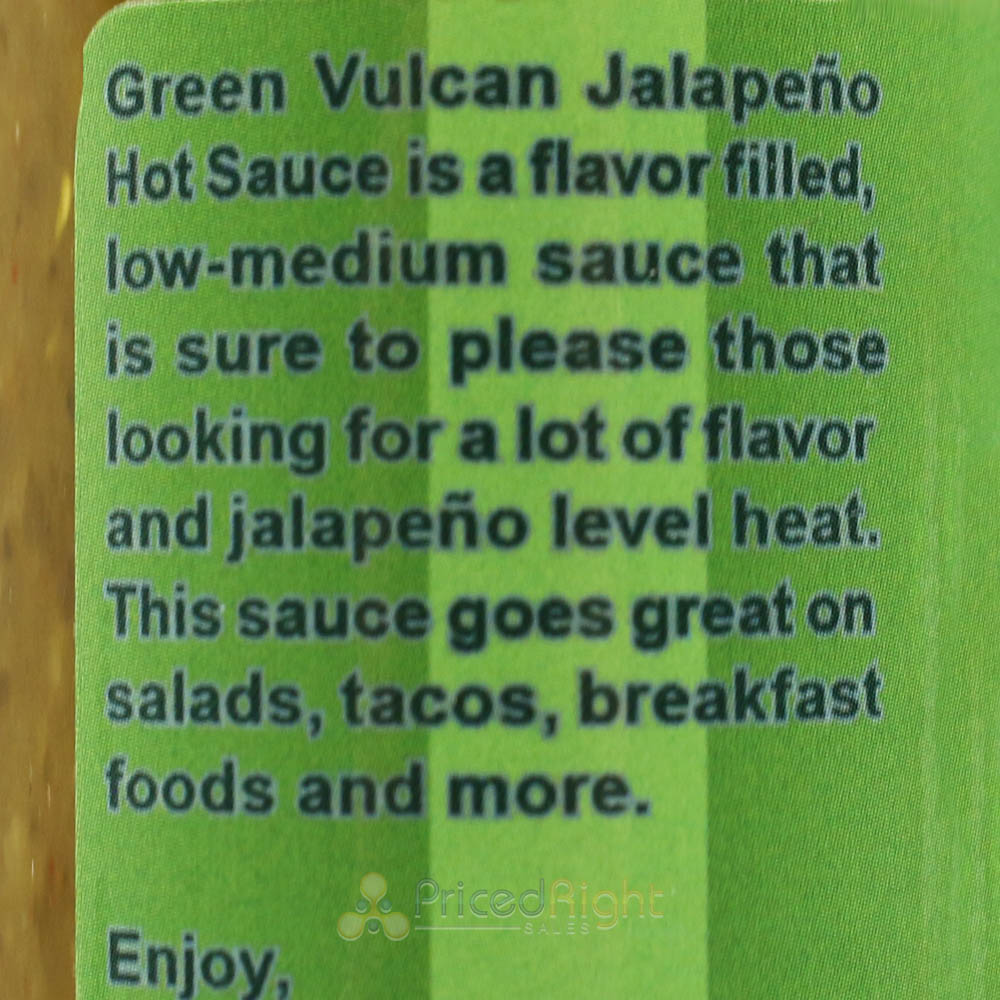 Green Vulcan Jalapeño
Hot Sauce is a flavor filled,
low-medium sauce that
is sure to please those
looking for a lot of flavor
and jalapeño level heat.
This sauce goes great on
salads, tacos, breakfast
foods and more.
PricedRight
SALES
Enjoy,